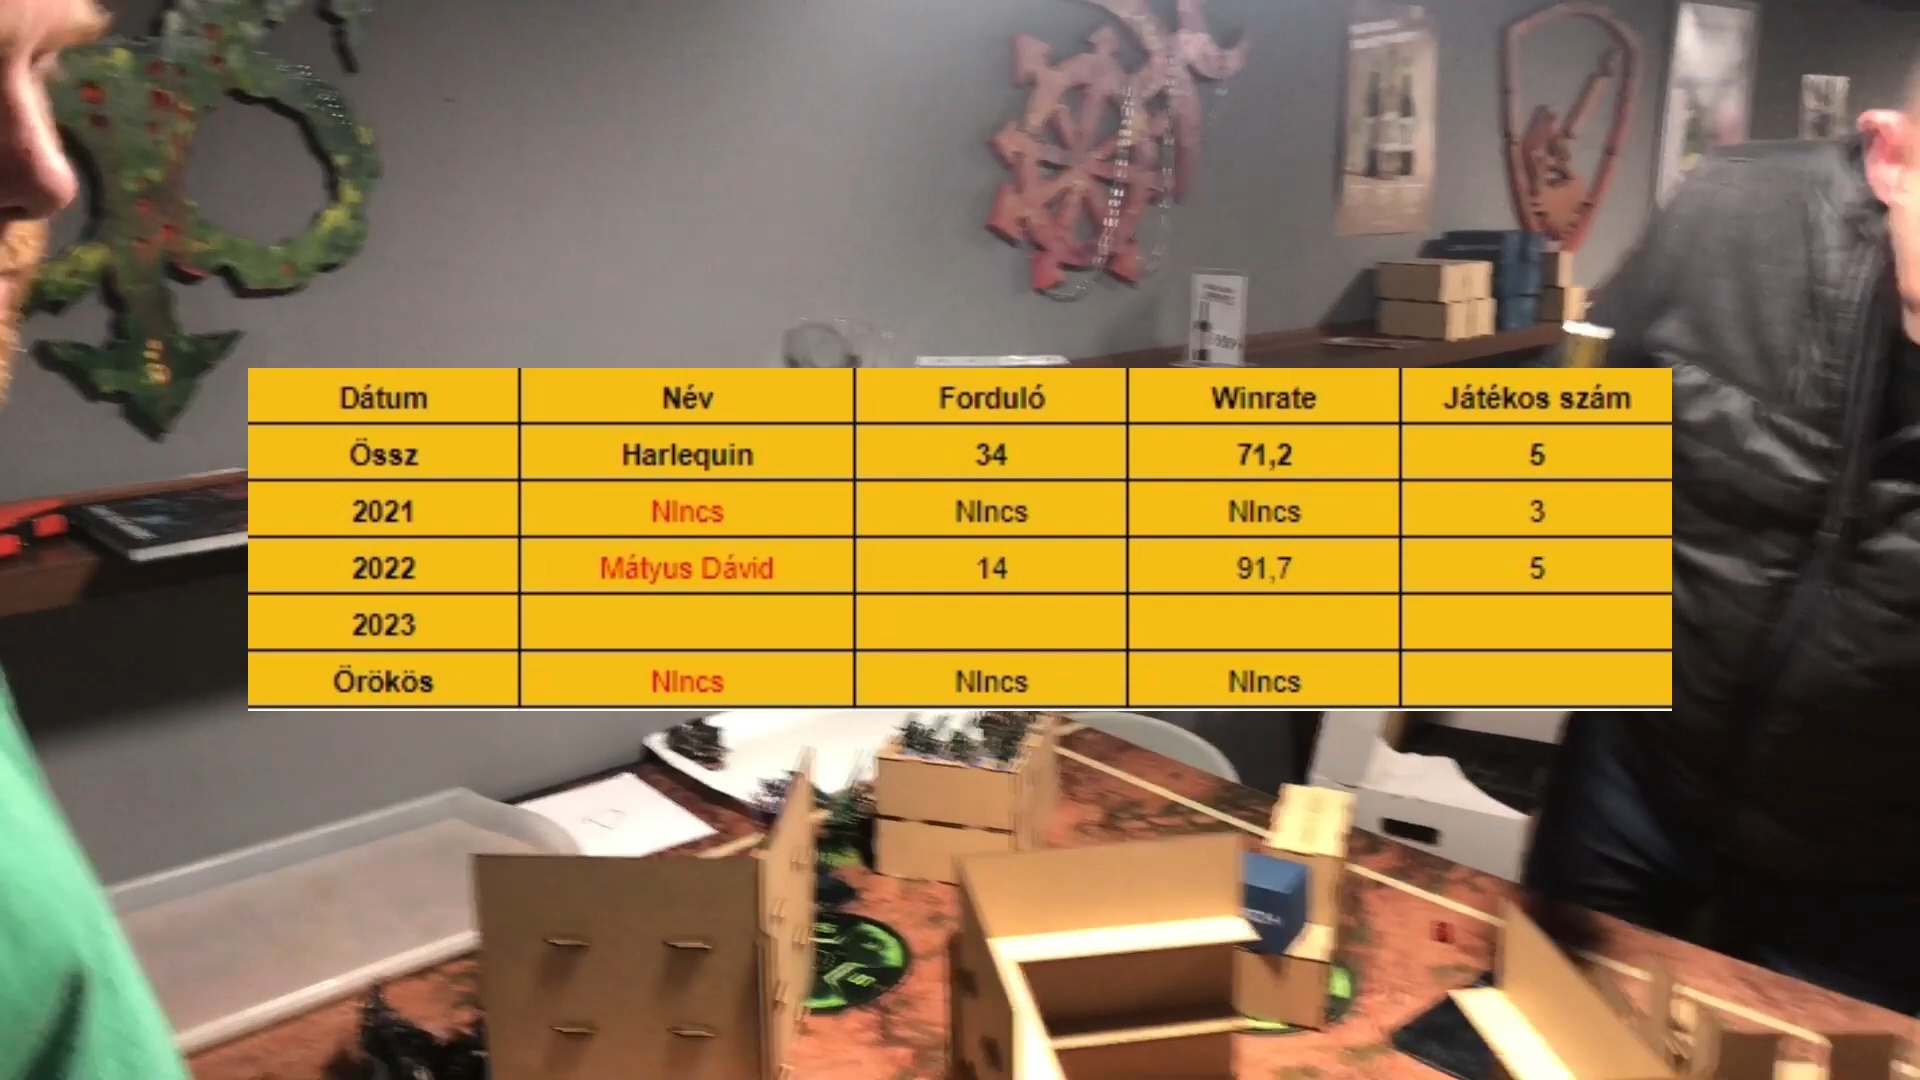 Dátum Név Forduló Winrate Játékos szám
Össz Harlequin 34 71,2 5
2021 NIncs NIncs NIncs 3
2022 Mátyus Dávid 14 91,7 5
2023
Örökös NIncs NIncs NIncs